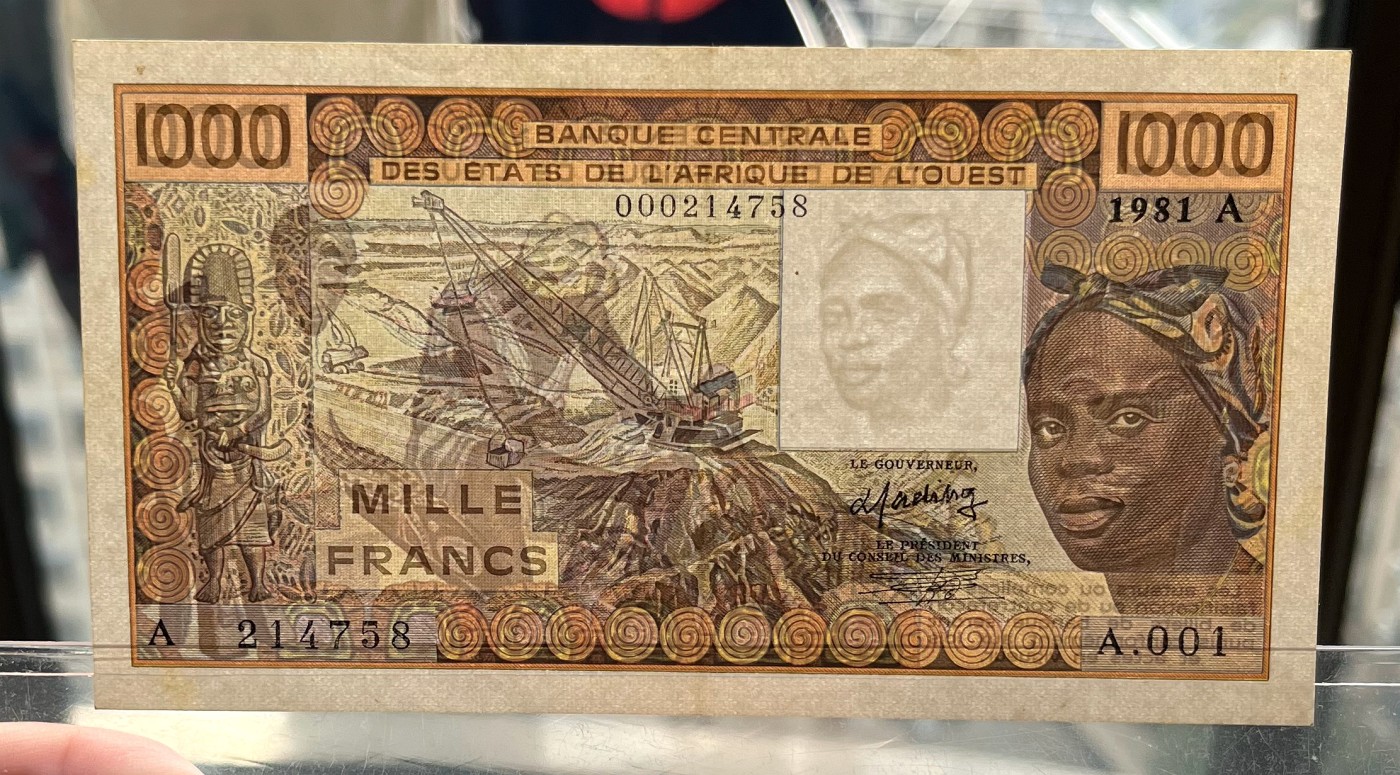 1000
BANQUE CENTRALE
1000
DES ETATS DE L'AFRIQUE DE L'OUEST
000214758
1981 A
LE GOUVERNEUR,
MILLE
FRANCS
LE PRÉSIDENT
DU CONSEIL DES MINISTRES,
A 214758
A.001